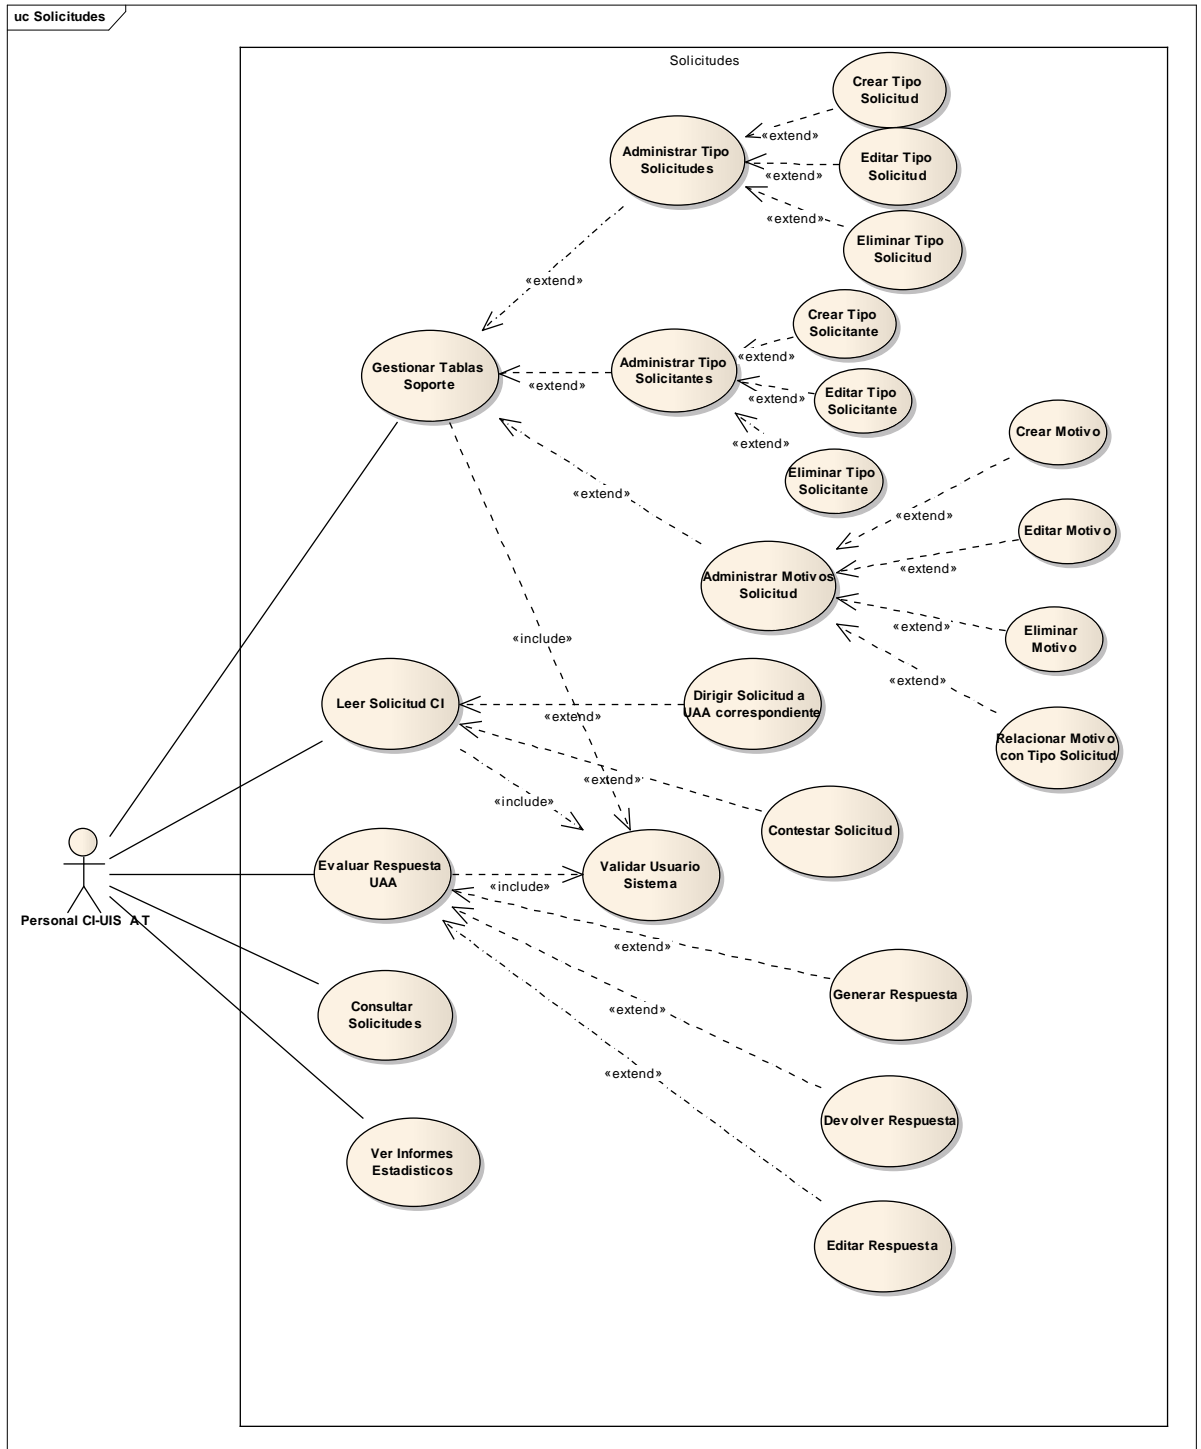 uc Solicitudes
Solicitudes
Crear Tipo
Solicitud
«extend»
Administrar Tipo
Solicitudes
Editar Tipo
Solicitud
«extend»
«extend»
Eliminar Tipo
Solicitud
«extend»
Crear Tipo
Solicitante
«extend»
Gestionar Tablas
Soporte
«extend»
Administrar Tipo
Solicitantes
Editar Tipo
Solicitante
«extend»
«extend»
Eliminar Tipo
Solicitante
Crear Motivo
«extend»
«extend»
Editar Motivo
«extend»
Administrar Motivos
Solicitud
«extend»
Eliminar
Motivo
«include»
«extend»
Relacionar Motivo
con Tipo Solicitud
Leer Solicitud CI
«extend»
Dirigir Solicitud a
UAA correspondiente
«extend»
«include»
Contestar Solicitud
Personal CI-UIS A T
Evaluar Respuesta
UAA
«include»
Validar Usuario
Sistema
«extend»
Generar Respuesta
«extend»
Consultar
Solicitudes
«extend»
Devolver Respuesta
Ver Informes
Estadisticos
Editar Respuesta